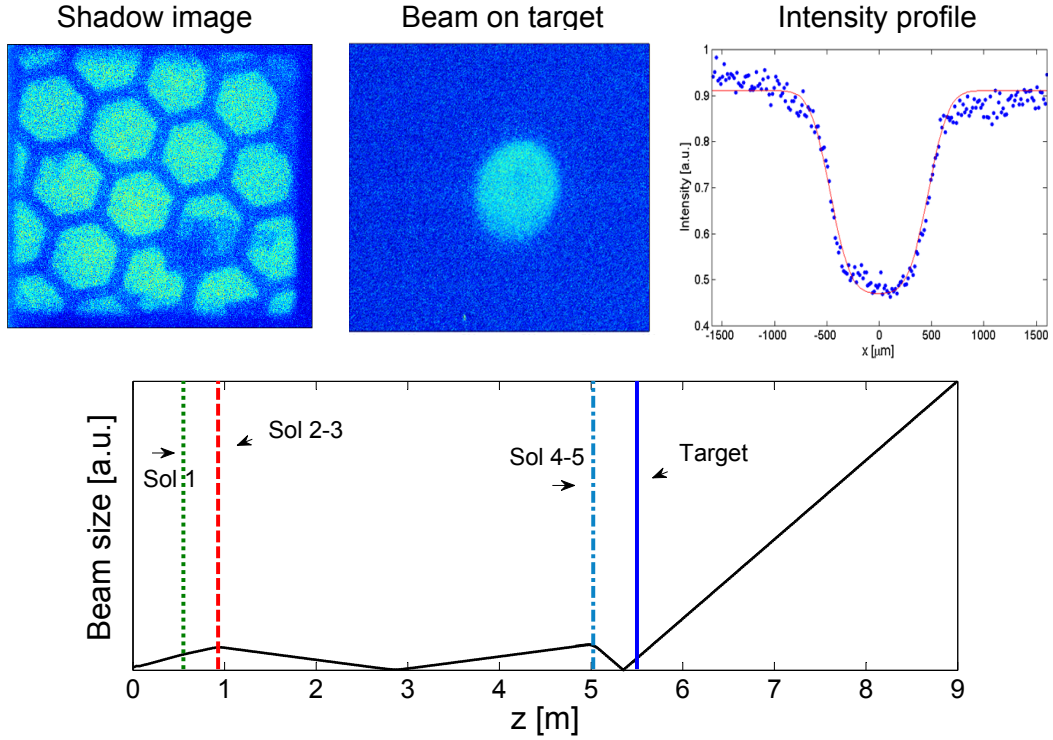 Shadow image
Beam on target
Intensity profile
Intensity [a.u.]
1
0.9
0.8
0.7
0.6
0.5
0.4
-1500 -1000 -500 0 500 1000 1500
x [μm]
Beam size [a.u.]
Sol 1
Sol 2-3
Sol 4-5
Target
0 1 2 3 4 5 6 7 8 9
z [m]